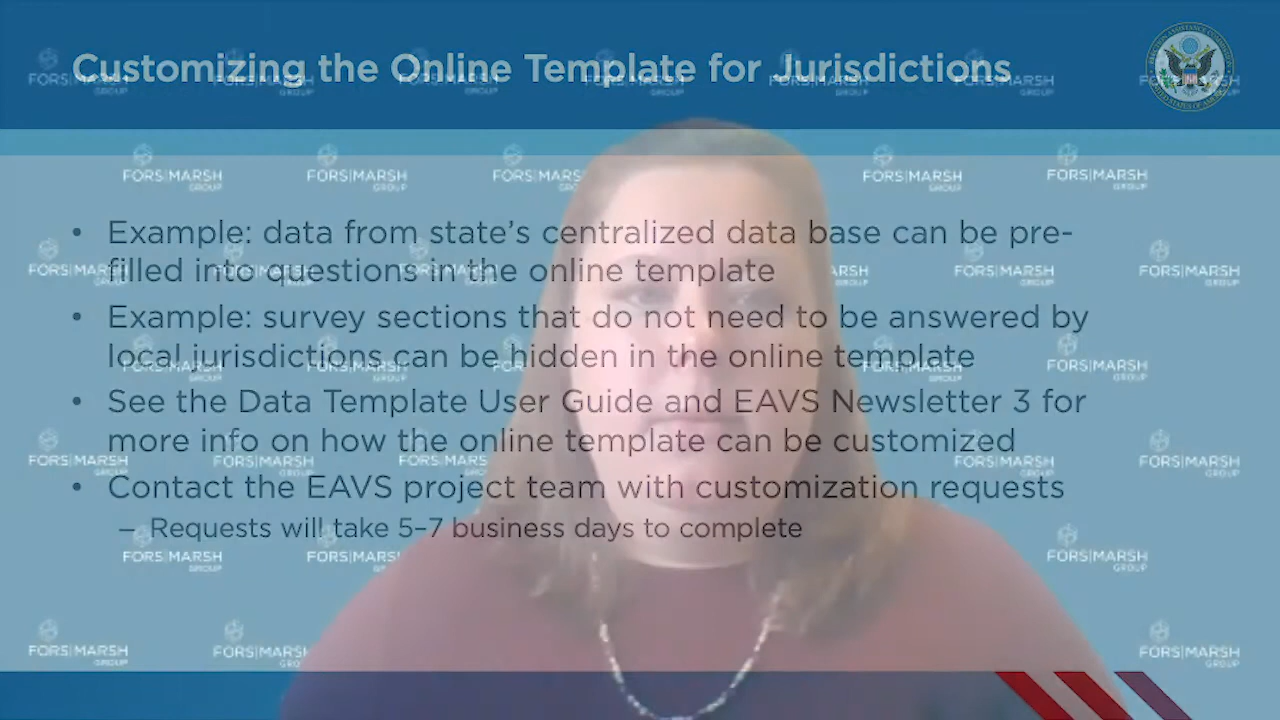 Customizing the Online Template for Jurisdictions
• Example: data from state's centralized data base can be pre-
filled into questions in the online template
• Example: survey sections that do not need to be answered by
local jurisdictions can be hidden in the online template
• See the Data Template User Guide and EAVS Newsletter 3 for
more info on how the online template can be customized
• Contact the EAVS project team with customization requests
– Requests will take 5–7 business days to complete
FORS|MARSH
GROUP